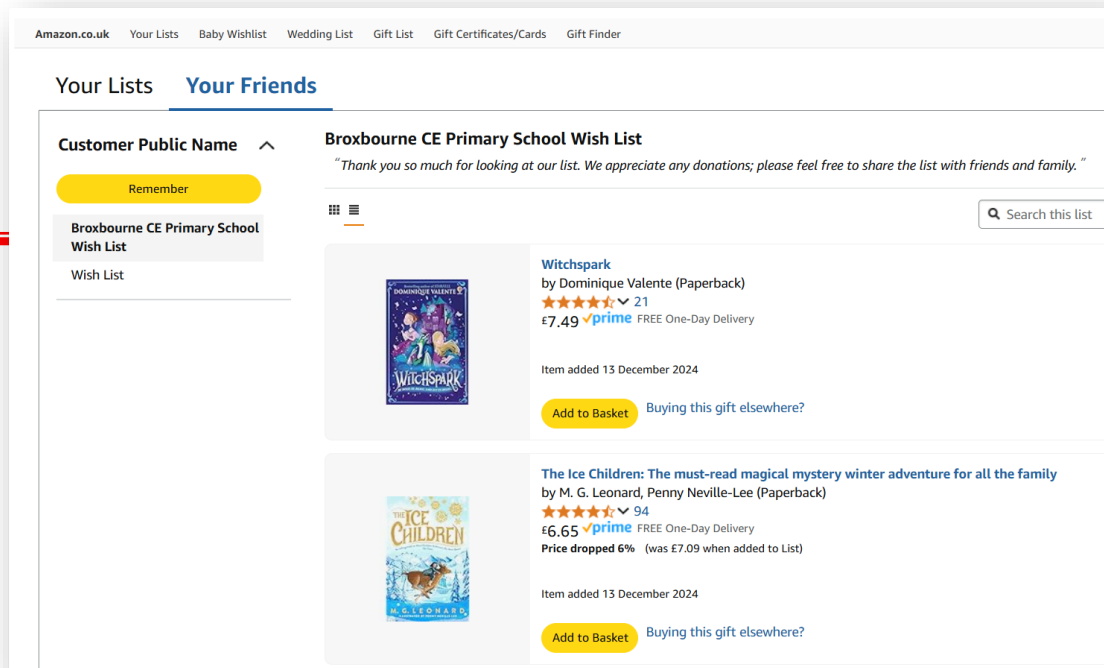 Amazon.co.uk Your Lists Baby Wishlist Wedding List Gift List Gift Certificates/Cards Gift Finder
Your Lists Your Friends
Customer Public Name
Remember
Broxbourne CE Primary School
Wish List
Wish List
Broxbourne CE Primary School Wish List
"Thank you so much for looking at our list. We appreciate any donations; please feel free to share the list with friends and family."
Search this list
DOMINIQUE VALENTE
WITCHSPARK
Witchspark
by Dominique Valente (Paperback)
21
£7.49 prime FREE One-Day Delivery
Item added 13 December 2024
Add to Basket Buying this gift elsewhere?
THE ICE
CHILDREN
M.G. LEONARD
The Ice Children: The must-read magical mystery winter adventure for all the family
by M. G. Leonard, Penny Neville-Lee (Paperback)
94
£6.65 prime FREE One-Day Delivery
Price dropped 6% (was £7.09 when added to List)
Item added 13 December 2024
Add to Basket Buying this gift elsewhere?